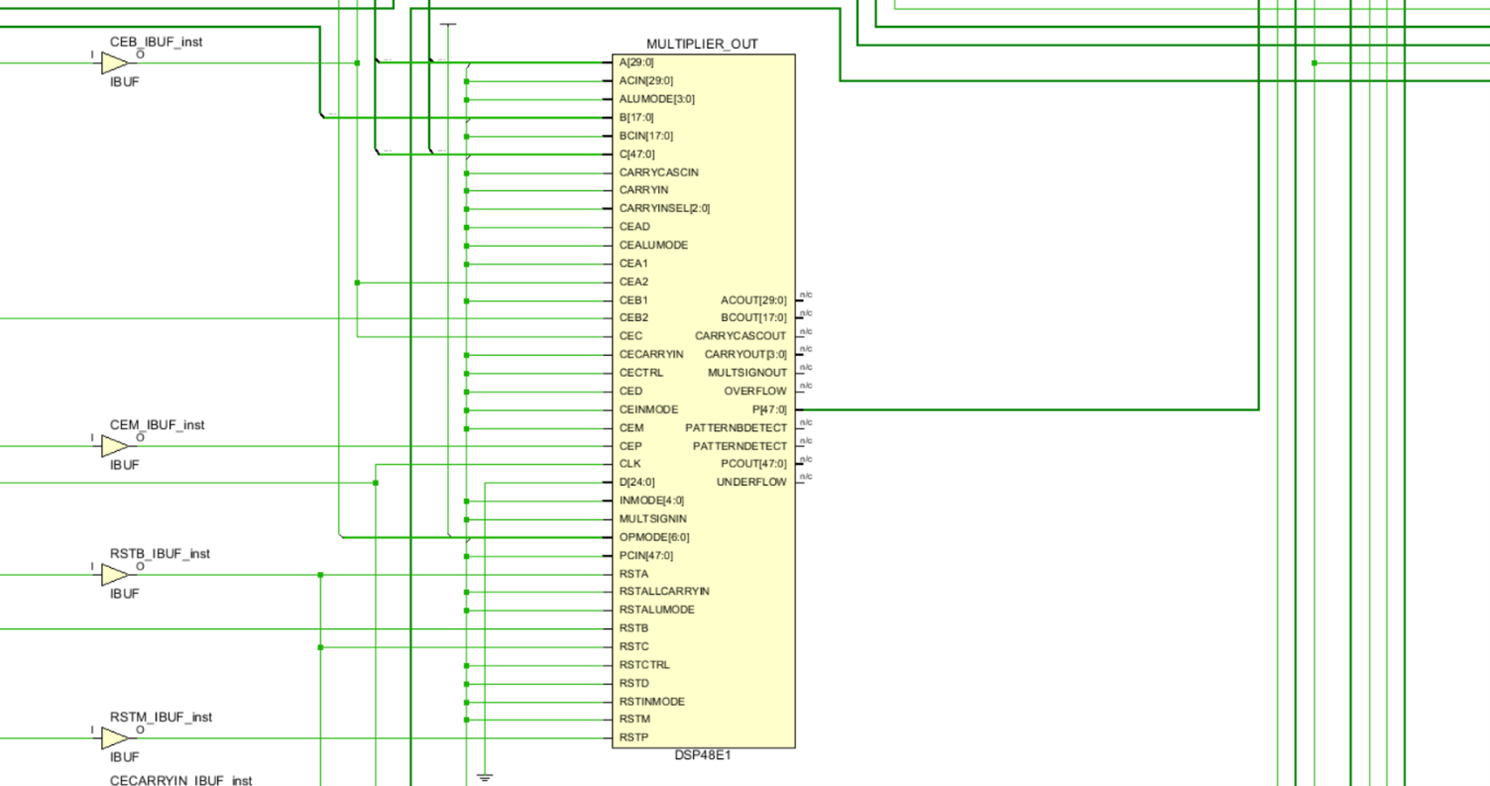 CEB_IBUF_inst
I
O
IBUF
CEM_IBUF_inst
I
O
IBUF
RSTB_IBUF_inst
I
O
IBUF
RSTM_IBUF_inst
I
O
IBUF
CECARRYIN_IBUF_inst
MULTIPLIER_OUT
A[29:0]
ACIN[29:0]
ALUMODE[3:0]
B[17:0]
BCIN[17:0]
C[47:0]
CARRYCASCIN
CARRYIN
CARRYINSEL[2:0]
CEAD
CEALUMODE
CEA1
CEA2
CEB1
CEB2
CEC
CECARRYIN
CECTRL
CED
CEINMODE
CEM
CEP
CLK
D[24:0]
INMODE[4:0]
MULTSIGNIN
OPMODE[6:0]
PCIN[47:0]
RSTA
RSTALLCARRYIN
RSTALUMODE
RSTB
RSTC
RSTCTRL
RSTD
RSTINMODE
RSTM
RSTP
ACOUT[29:0] n/c
BCOUT[17:0] n/c
CARRYCASCOUT n/c
CARRYOUT[3:0] n/c
MULTSIGNOUT n/c
OVERFLOW n/c
P[47:0]
PATTERNBDETECT n/c
PATTERNDETECT n/c
PCOUT[47:0] n/c
UNDERFLOW n/c
DSP48E1